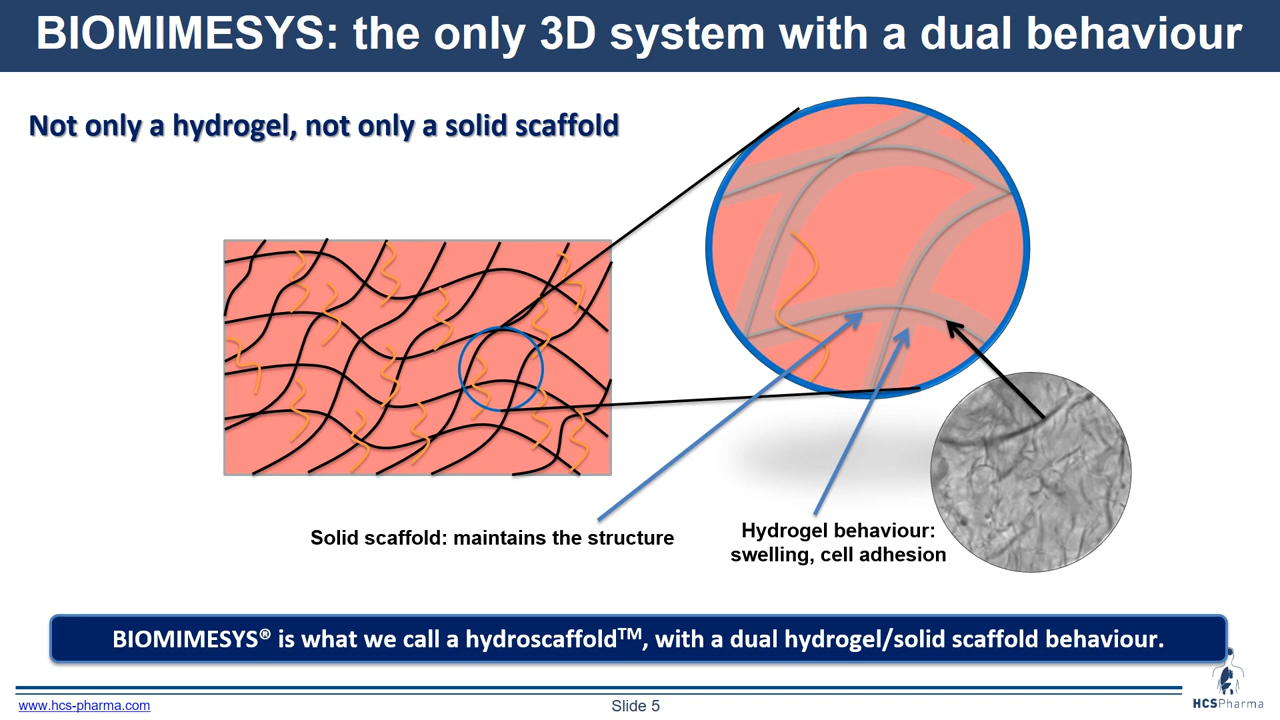 BIOMIMESYS: the only 3D system with a dual behaviour
Not only a hydrogel, not only a solid scaffold
Solid scaffold: maintains the structure
Hydrogel behaviour:
swelling, cell adhesion
BIOMIMESYS® is what we call a hydroscaffold™, with a dual hydrogel/solid scaffold behaviour.
www.hcs-pharma.com
Slide 5
HCSPharma